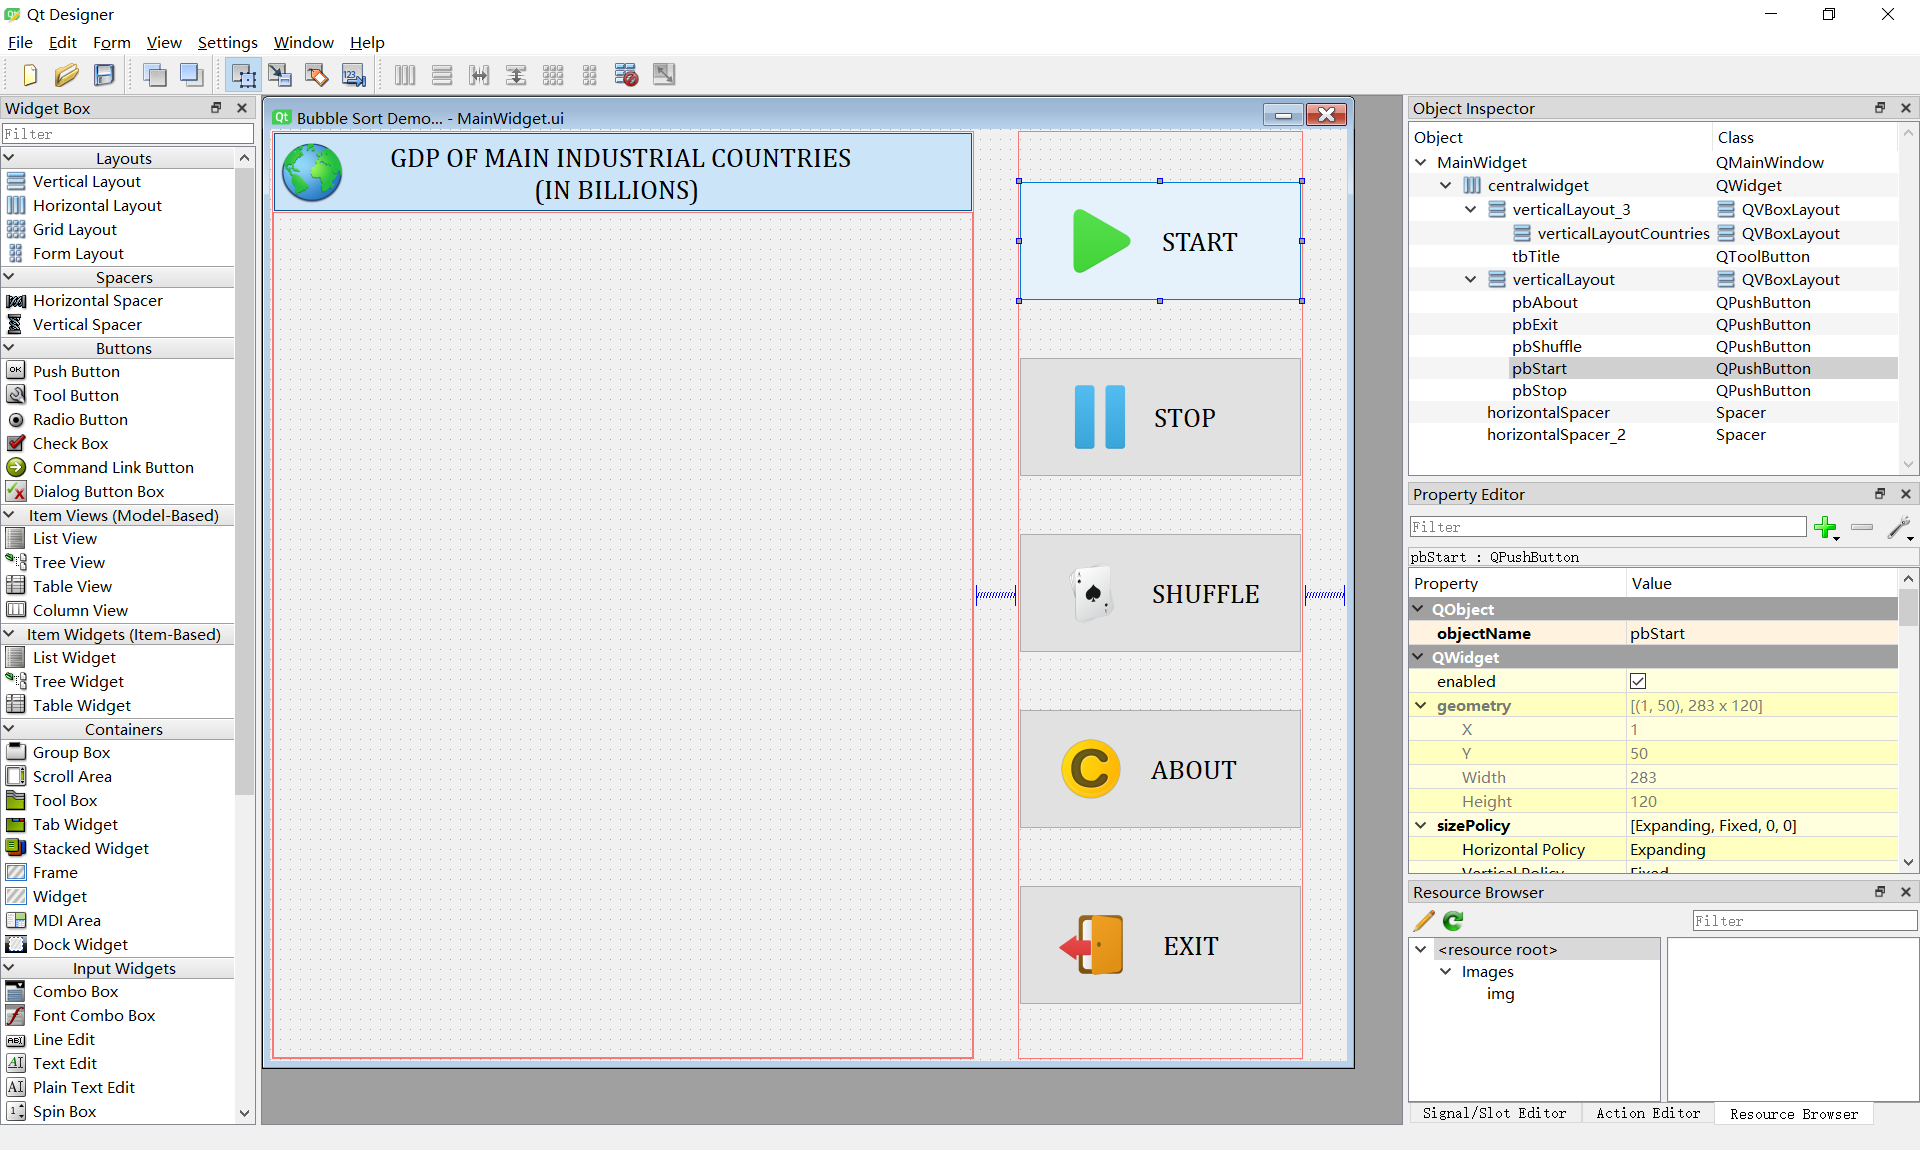 Qt Designer
File Edit Form View Settings Window Help
Widget Box
Filter
Layouts
Vertical Layout
Horizontal Layout
Grid Layout
Form Layout
Spacers
Horizontal Spacer
Vertical Spacer
Buttons
Push Button
Tool Button
Radio Button
Check Box
Command Link Button
Dialog Button Box
Item Views (Model-Based)
List View
Tree View
Table View
Column View
Item Widgets (Item-Based)
List Widget
Tree Widget
Table Widget
Containers
Group Box
Scroll Area
Tool Box
Tab Widget
Stacked Widget
Frame
Widget
MDI Area
Dock Widget
Input Widgets
Combo Box
Font Combo Box
Line Edit
Text Edit
Plain Text Edit
Spin Box
Qt Bubble Sort Demo... - MainWidget.ui
GDP OF MAIN INDUSTRIAL COUNTRIES
(IN BILLIONS)
START
STOP
SHUFFLE
ABOUT
EXIT
Object Inspector
Object Class
MainWidget QMainWindow
centralwidget QWidget
verticalLayout_3 QVBoxLayout
verticalLayoutCountries QVBoxLayout
tbTitle QToolButton
verticalLayout QVBoxLayout
pbAbout QPushButton
pbExit QPushButton
pbShuffle QPushButton
pbStart QPushButton
pbStop QPushButton
horizontalSpacer Spacer
horizontalSpacer_2 Spacer
Property Editor
Filter
pbStart : QPushButton
Property Value
QObject
objectName pbStart
QWidget
enabled
geometry [(1, 50), 283 x 120]
X 1
Y 50
Width 283
Height 120
sizePolicy [Expanding, Fixed, 0, 0]
Horizontal Policy Expanding
Vertical Policy Fixed
Resource Browser
Filter
<resource root>
Images
img
Signal/Slot Editor Action Editor Resource Browser